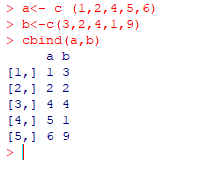 > a<- c (1,2,4,5,6)
> b<-c(3,2,4,1,9)
> cbind(a,b)
     a b
[1,] 1 3
[2,] 2 2
[3,] 4 4
[4,] 5 1
[5,] 6 9
>